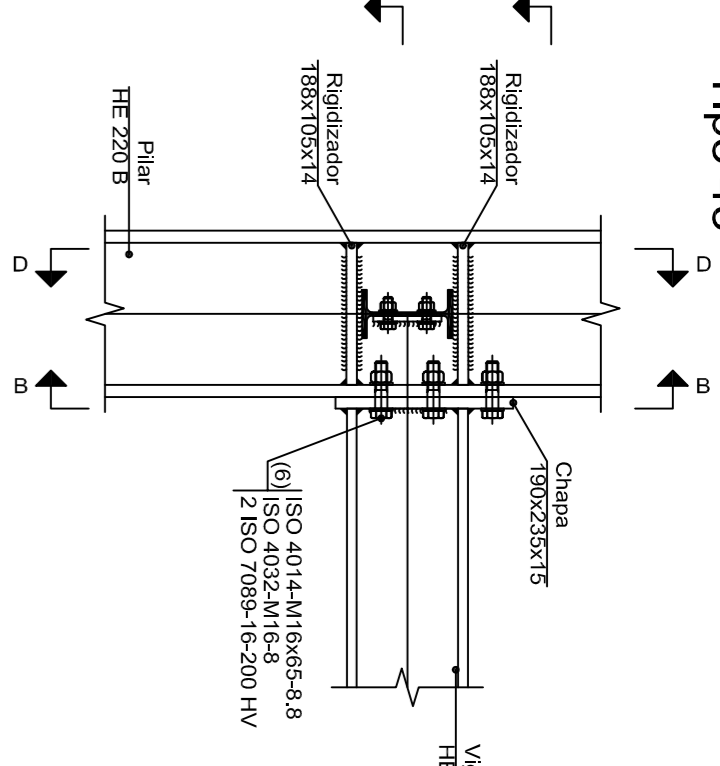 Rigidizador
188x105x14
Rigidizador
188x105x14
Pilar
HE 220 B
D
D
B
B
Chapa
190x235x15
(6)
ISO 4014-M16x65-8.8
ISO 4032-M16-8
2 ISO 7089-16-200 HV